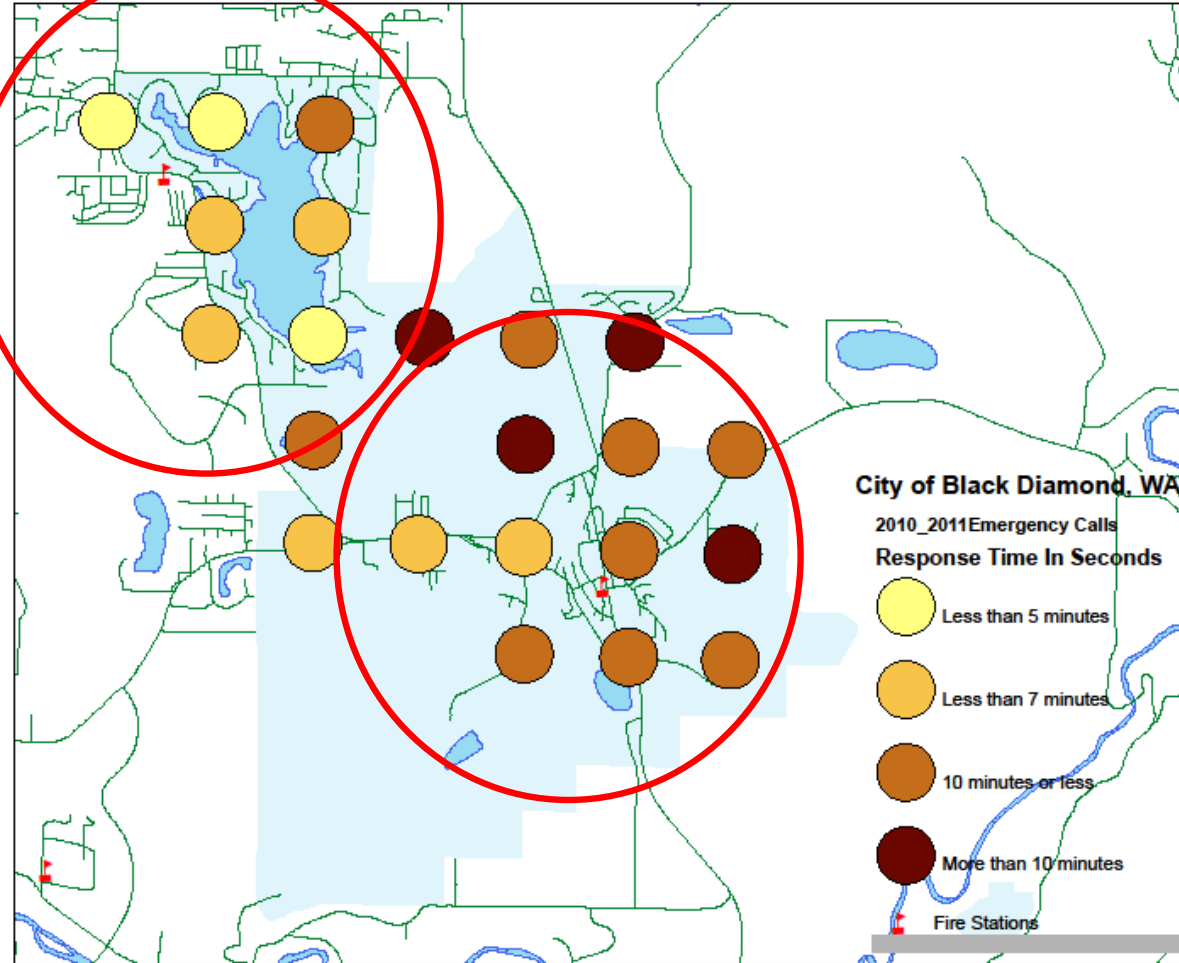 City of Black Diamond, WA
2010_2011Emergency Calls
Response Time In Seconds
Less than 5 minutes
Less than 7 minutes
10 minutes or less
More than 10 minutes
Fire Stations